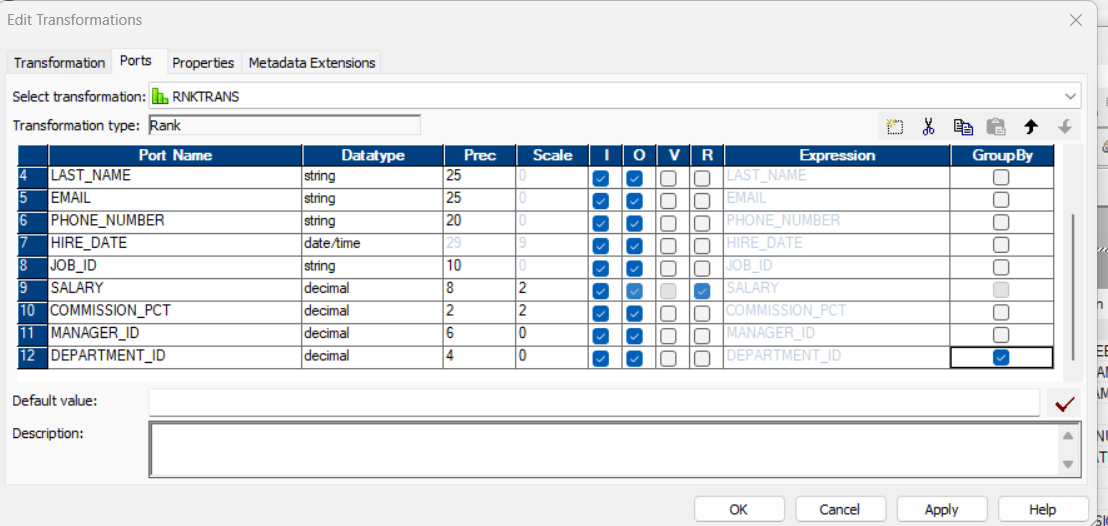 Edit Transformations
Transformation Ports Properties Metadata Extensions
Select transformation: RNKTRANS
Transformation type: Rank
Port Name Datatype Prec Scale I O V R Expression GroupBy
4 LAST_NAME string 25 0 LAST_NAME
5 EMAIL string 25 0 EMAIL
6 PHONE_NUMBER string 20 0 PHONE_NUMBER
7 HIRE_DATE date/time 29 9 HIRE_DATE
8 JOB_ID string 10 0 JOB_ID
9 SALARY decimal 8 2 SALARY
10 COMMISSION_PCT decimal 2 2 COMMISSION_PCT
11 MANAGER_ID decimal 6 0 MANAGER_ID
12 DEPARTMENT_ID decimal 4 0 DEPARTMENT_ID
Default value:
Description:
OK Cancel Apply Help